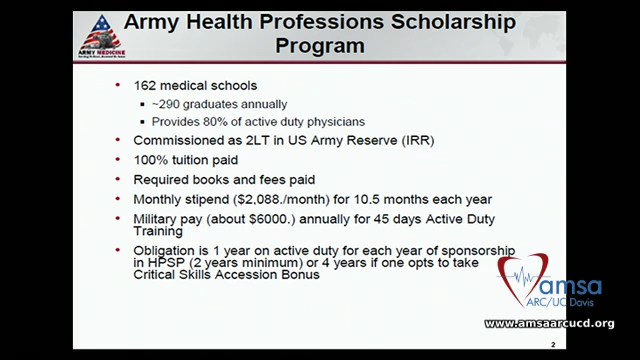 Army Health Professions Scholarship
Program
ARMY MEDICINE
162 medical schools
~290 graduates annually
Provides 80% of active duty physicians
Commissioned as 2LT in US Army Reserve (IRR)
100% tuition paid
Required books and fees paid
Monthly stipend ($2,088./month) for 10.5 months each year
Military pay (about $6000.) annually for 45 days Active Duty
Training
Obligation is 1 year on active duty for each year of sponsorship
in HPSP (2 years minimum) or 4 years if one opts to take
Critical Skills Accession Bonus
amsa
ARC/UC Davis
www.amsaarcucd.org
2